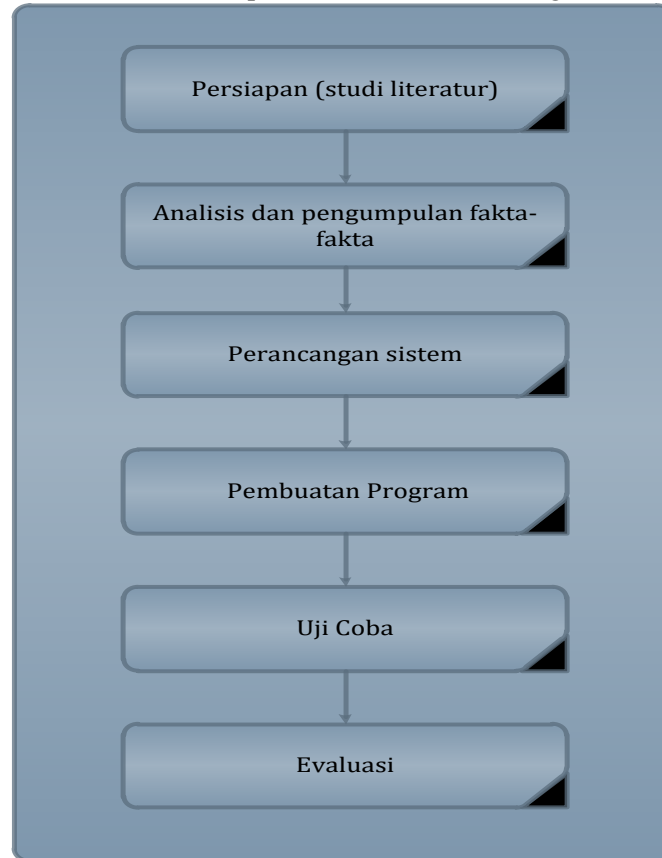 Persiapan (studi literatur)
Analisis dan pengumpulan fakta-
fakta
Perancangan sistem
Pembuatan Program
Uji Coba
Evaluasi